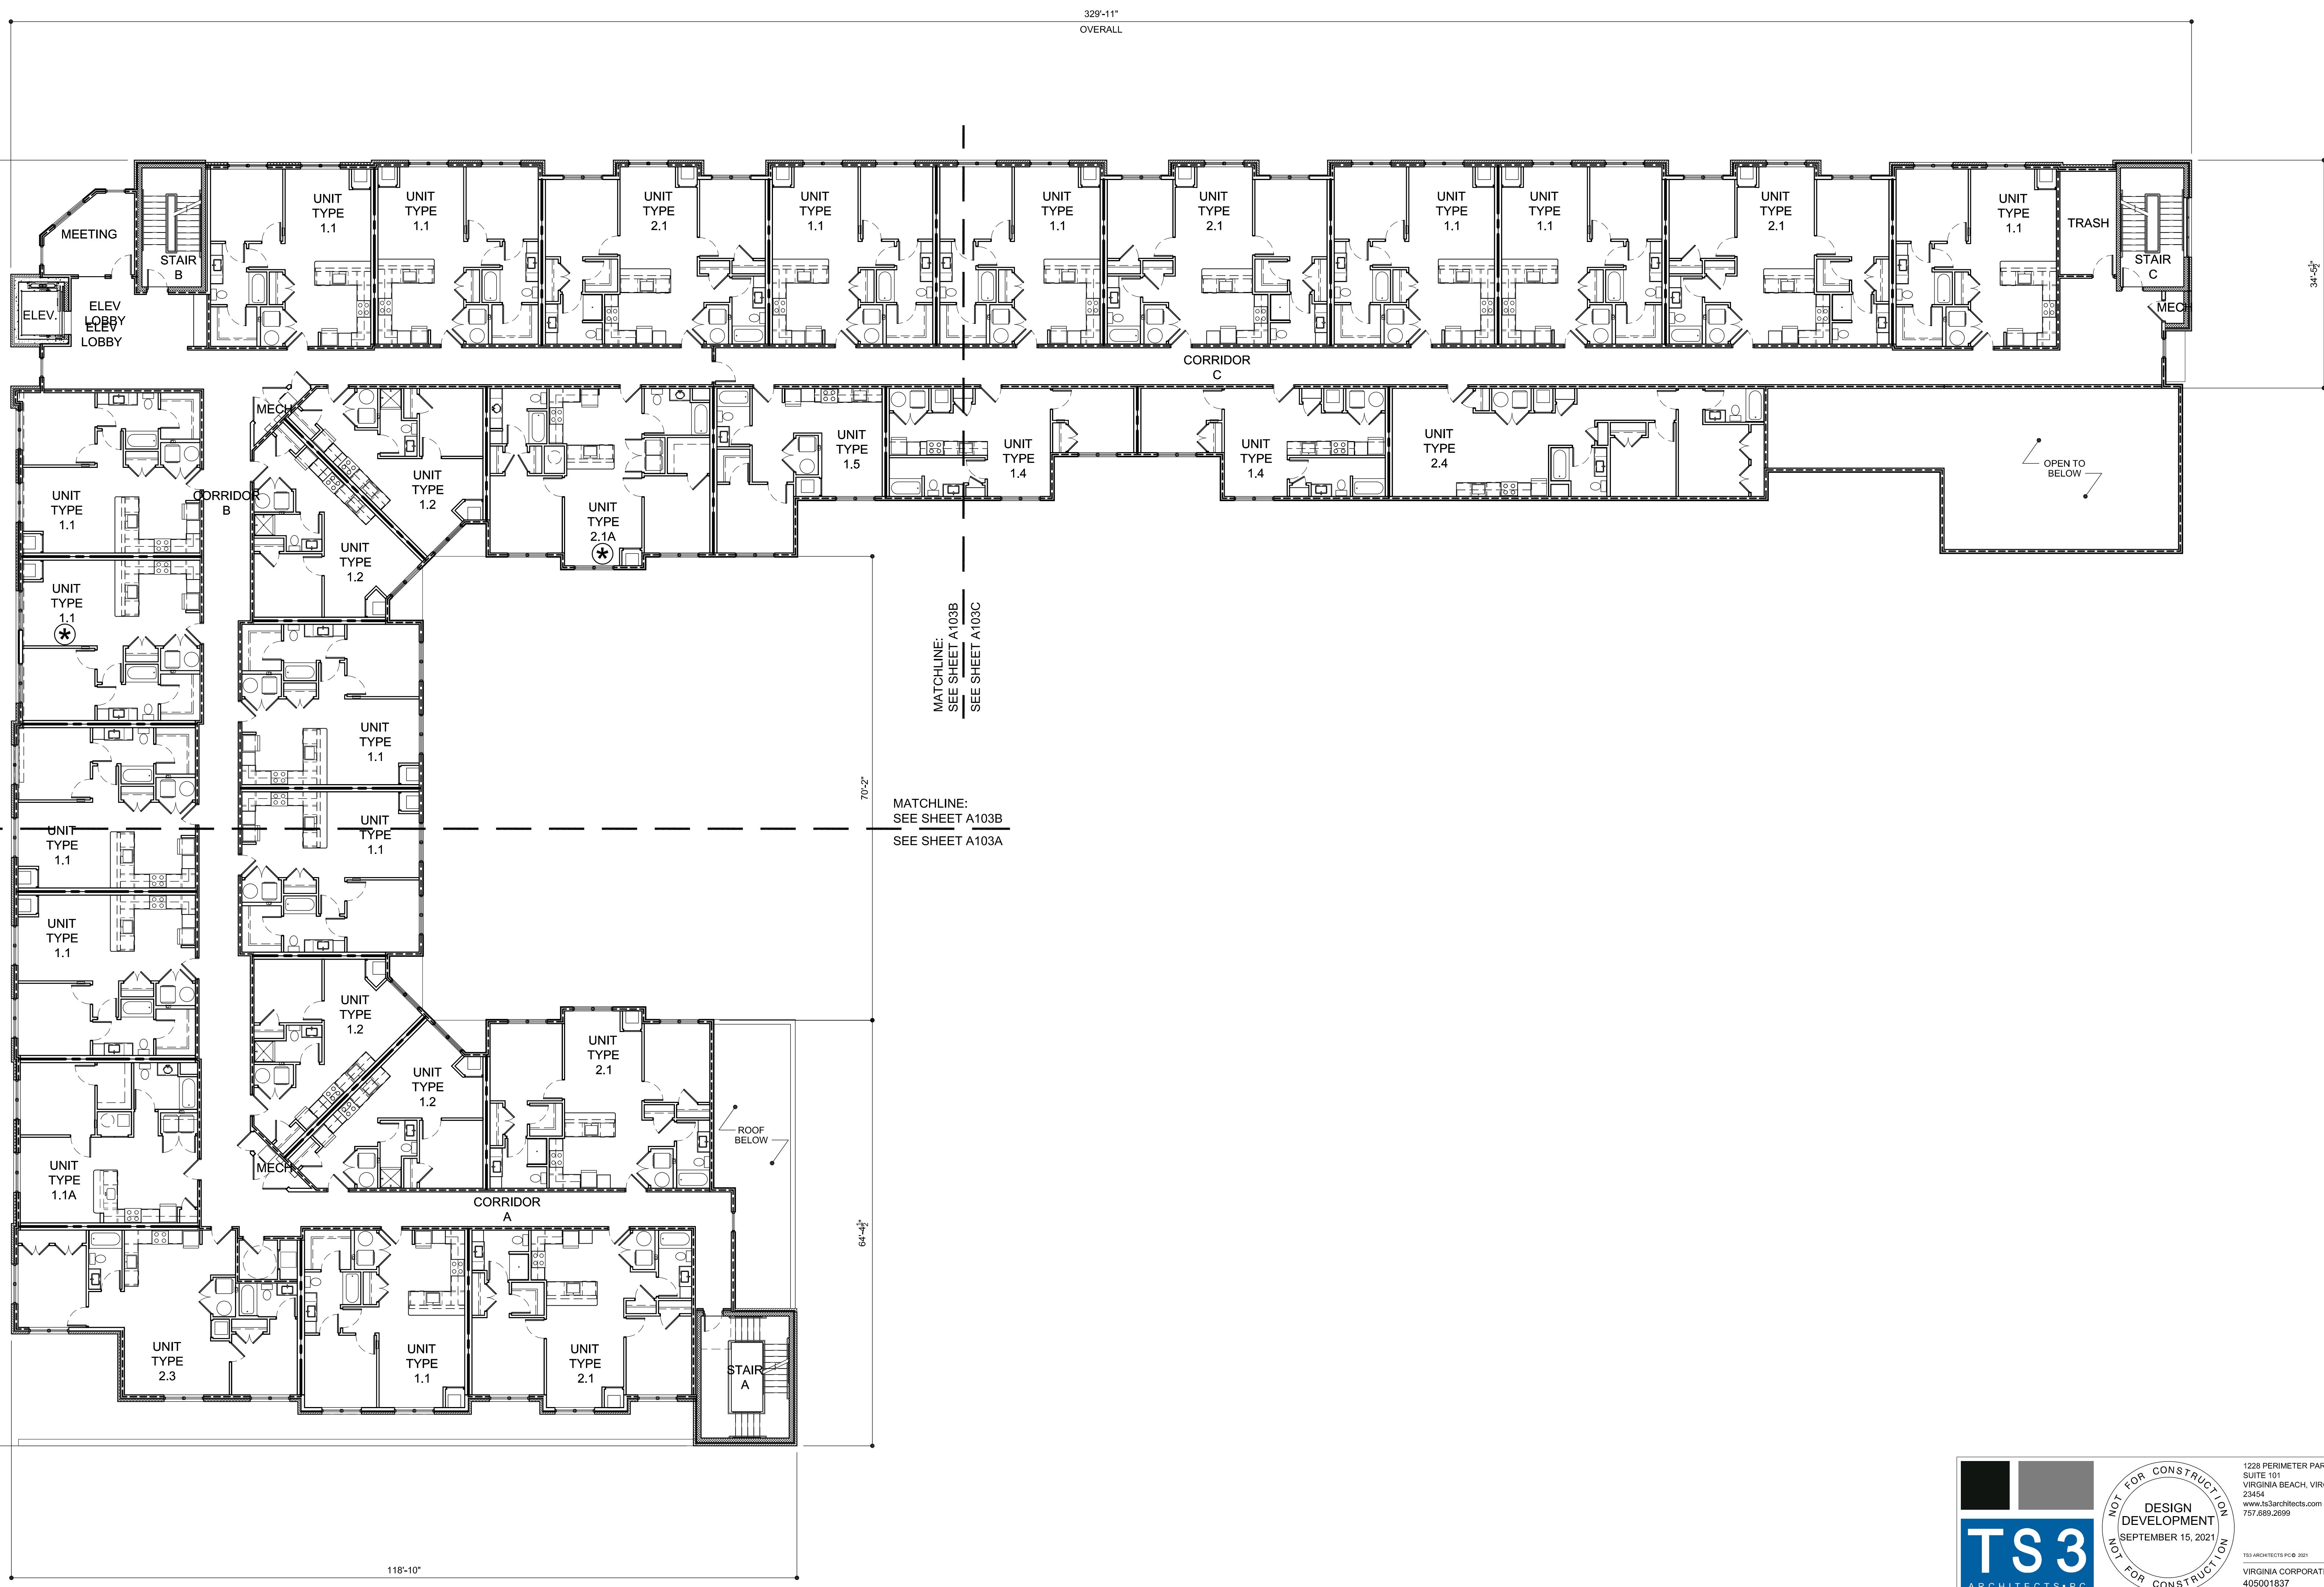 329'-11"
OVERALL
MEETING
STAIR
B
UNIT
TYPE
1.1
UNIT
TYPE
1.1
UNIT
TYPE
2.1
UNIT
TYPE
1.1
UNIT
TYPE
1.1
UNIT
TYPE
2.1
UNIT
TYPE
1.1
UNIT
TYPE
1.1
UNIT
TYPE
2.1
UNIT
TYPE
1.1
TRASH
STAIR
C
34'-5½"
ELEV.
ELEV
LOBBY
ELEV
LOBBY
MECH
CORRIDOR
C
MECH
UNIT
TYPE
1.1
CORRIDOR
B
UNIT
TYPE
1.2
UNIT
TYPE
1.2
UNIT
TYPE
2.1A
*
UNIT
TYPE
1.5
UNIT
TYPE
1.4
UNIT
TYPE
1.4
UNIT
TYPE
2.4
OPEN TO
BELOW
UNIT
TYPE
1.1
*
MATCHLINE:
SEE SHEET A103B
SEE SHEET A103C
UNIT
TYPE
1.1
70'-2"
MATCHLINE:
SEE SHEET A103B
SEE SHEET A103A
UNIT
TYPE
1.1
UNIT
TYPE
1.1
UNIT
TYPE
1.1
UNIT
TYPE
1.2
UNIT
TYPE
1.2
UNIT
TYPE
2.1
ROOF
BELOW
MECH
UNIT
TYPE
1.1A
CORRIDOR
A
64'-4½"
UNIT
TYPE
2.3
UNIT
TYPE
1.1
UNIT
TYPE
2.1
STAIR
A
118'-10"
TS3
ARCHITECTS•PC
NOT FOR CONSTRUCTION
DESIGN
DEVELOPMENT
SEPTEMBER 15, 2021
NOT FOR CONSTRUCTION
1228 PERIMETER PAR
SUITE 101
VIRGINIA BEACH, VIR
23454
www.ts3architects.com
757.689.2699
TS3 ARCHITECTS PC© 2021
VIRGINIA CORPORAT
405001837